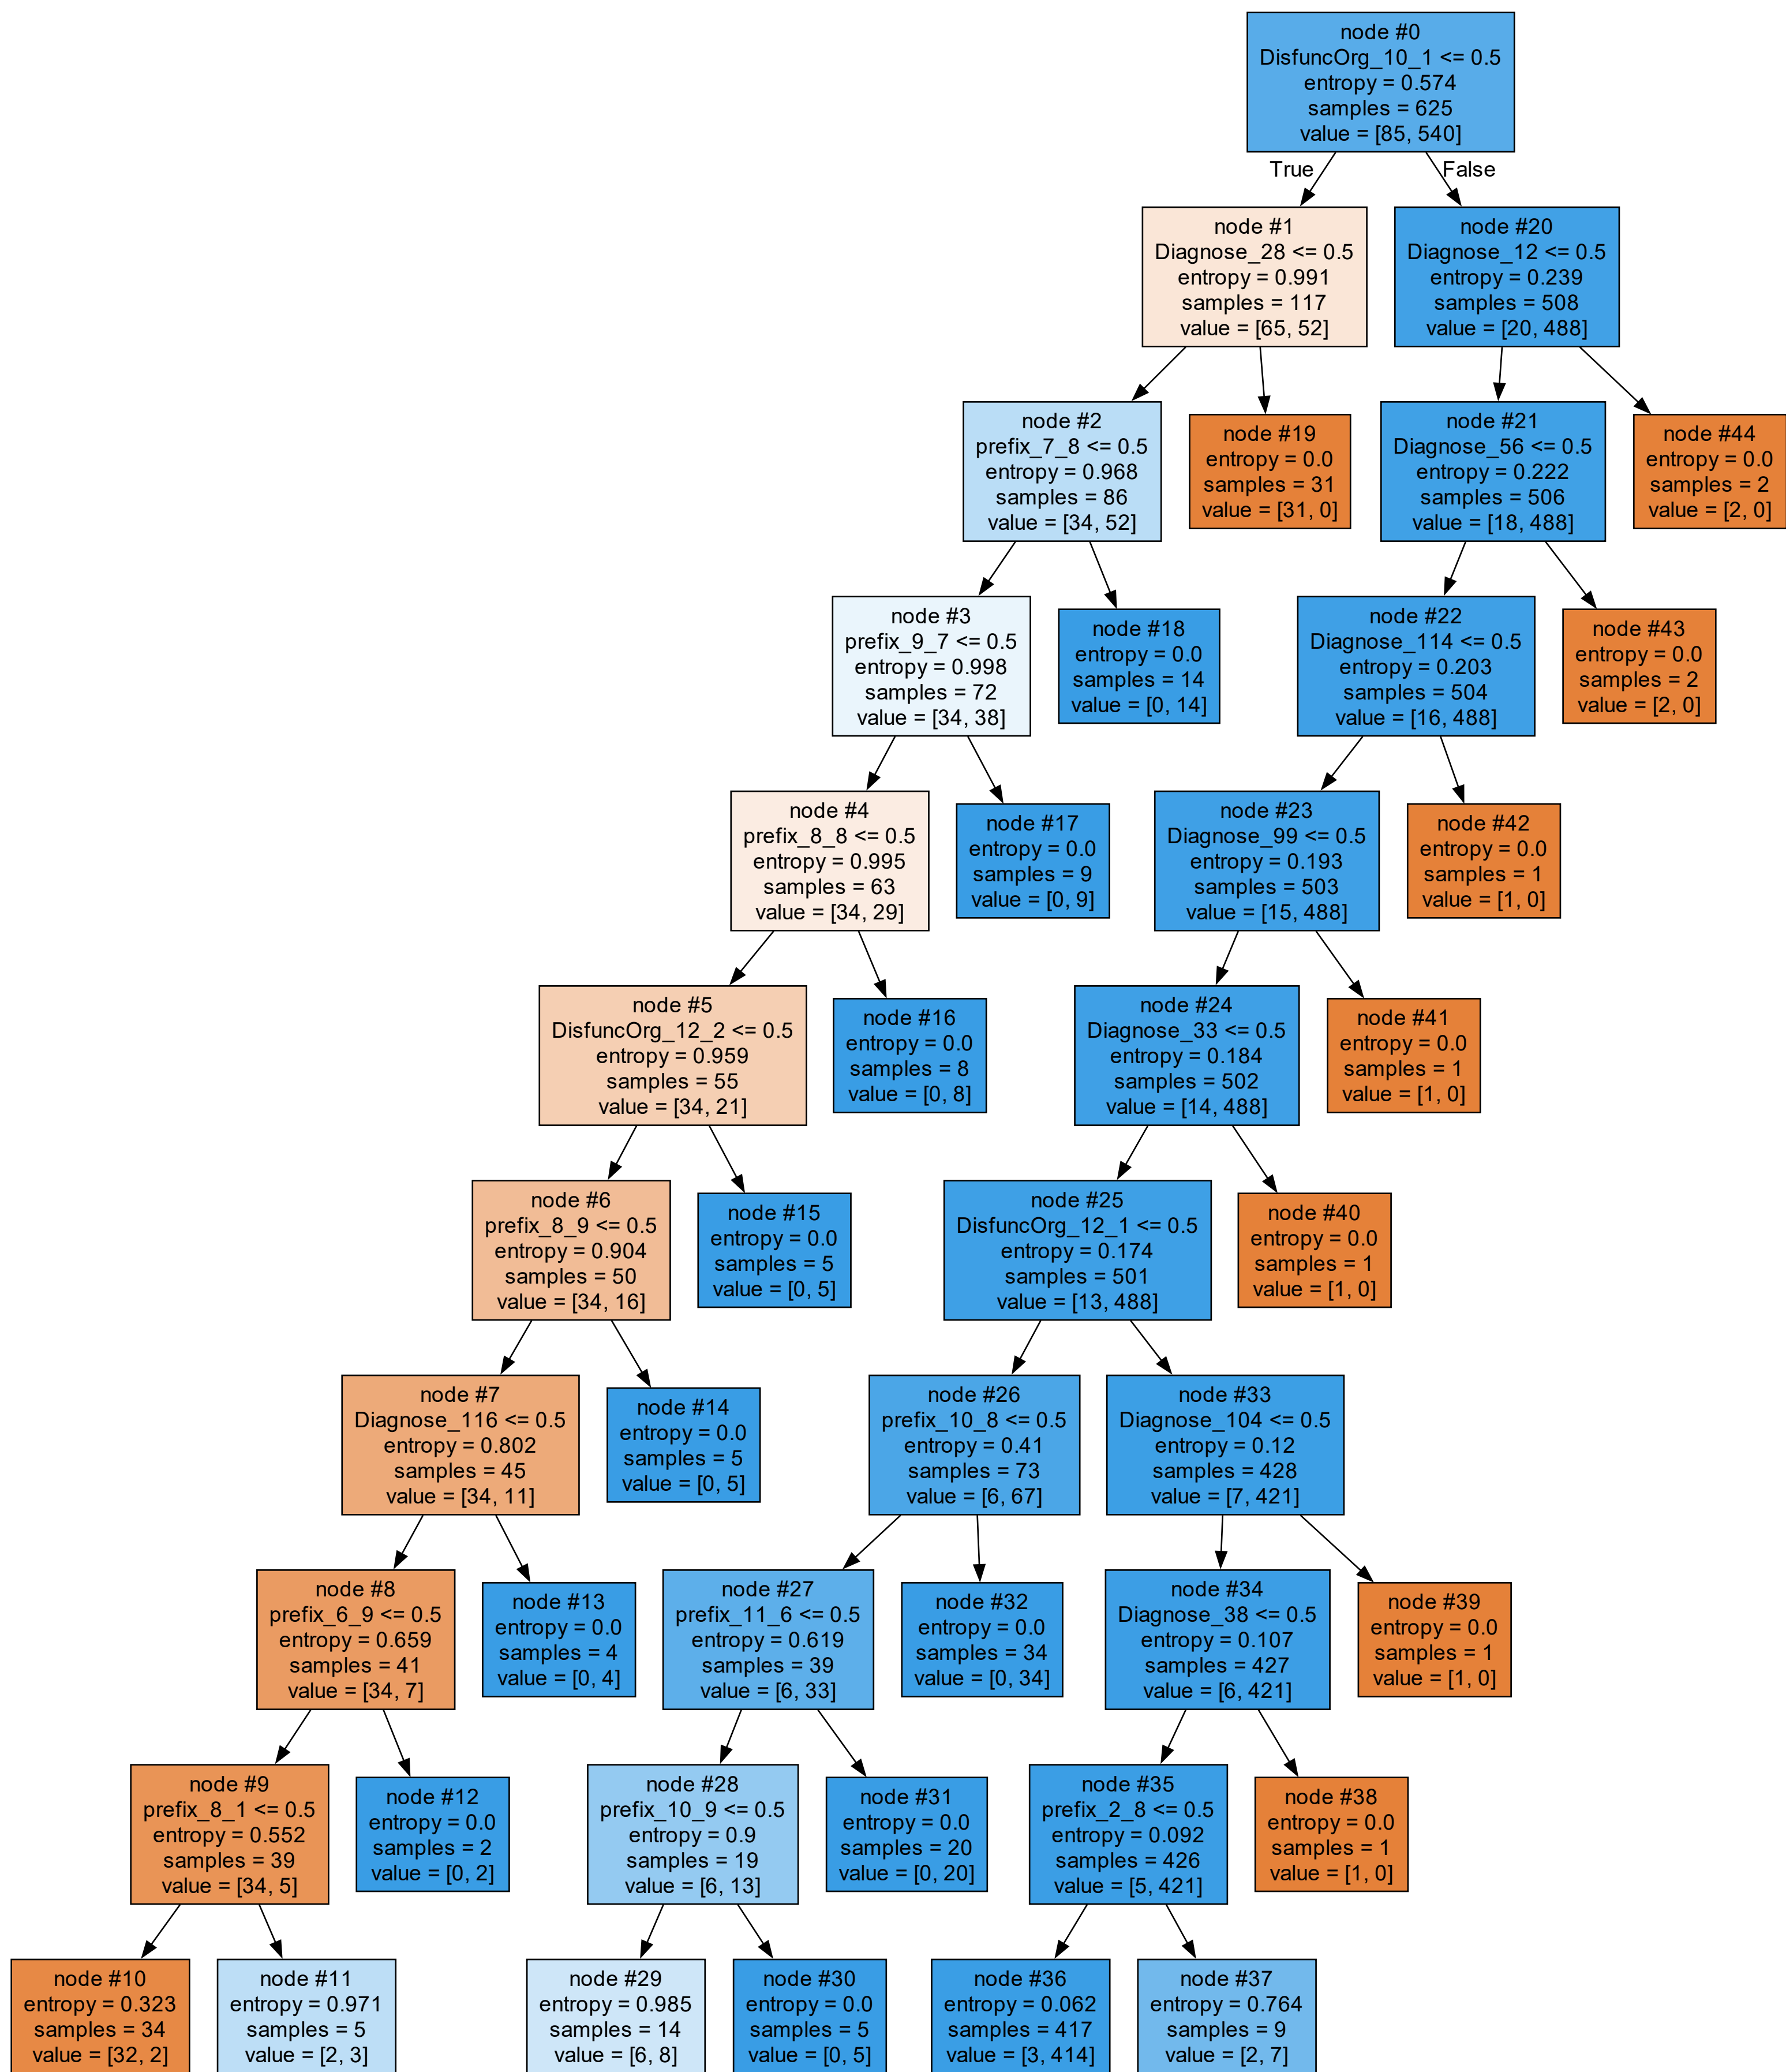 node #0
DisfuncOrg_10_1 <= 0.5
entropy = 0.574
samples = 625
value = [85, 540]
True
False
node #1
Diagnose_28 <= 0.5
entropy = 0.991
samples = 117
value = [65, 52]
node #20
Diagnose_12 <= 0.5
entropy = 0.239
samples = 508
value = [20, 488]
node #2
prefix_7_8 <= 0.5
entropy = 0.968
samples = 86
value = [34, 52]
node #19
entropy = 0.0
samples = 31
value = [31, 0]
node #21
Diagnose_56 <= 0.5
entropy = 0.222
samples = 506
value = [18, 488]
node #44
entropy = 0.0
samples = 2
value = [2, 0]
node #3
prefix_9_7 <= 0.5
entropy = 0.998
samples = 72
value = [34, 38]
node #18
entropy = 0.0
samples = 14
value = [0, 14]
node #22
Diagnose_114 <= 0.5
entropy = 0.203
samples = 504
value = [16, 488]
node #43
entropy = 0.0
samples = 2
value = [2, 0]
node #4
prefix_8_8 <= 0.5
entropy = 0.995
samples = 63
value = [34, 29]
node #17
entropy = 0.0
samples = 9
value = [0, 9]
node #23
Diagnose_99 <= 0.5
entropy = 0.193
samples = 503
value = [15, 488]
node #42
entropy = 0.0
samples = 1
value = [1, 0]
node #5
DisfuncOrg_12_2 <= 0.5
entropy = 0.959
samples = 55
value = [34, 21]
node #16
entropy = 0.0
samples = 8
value = [0, 8]
node #24
Diagnose_33 <= 0.5
entropy = 0.184
samples = 502
value = [14, 488]
node #41
entropy = 0.0
samples = 1
value = [1, 0]
node #6
prefix_8_9 <= 0.5
entropy = 0.904
samples = 50
value = [34, 16]
node #15
entropy = 0.0
samples = 5
value = [0, 5]
node #25
DisfuncOrg_12_1 <= 0.5
entropy = 0.174
samples = 501
value = [13, 488]
node #40
entropy = 0.0
samples = 1
value = [1, 0]
node #7
Diagnose_116 <= 0.5
entropy = 0.802
samples = 45
value = [34, 11]
node #14
entropy = 0.0
samples = 5
value = [0, 5]
node #26
prefix_10_8 <= 0.5
entropy = 0.41
samples = 73
value = [6, 67]
node #33
Diagnose_104 <= 0.5
entropy = 0.12
samples = 428
value = [7, 421]
node #8
prefix_6_9 <= 0.5
entropy = 0.659
samples = 41
value = [34, 7]
node #13
entropy = 0.0
samples = 4
value = [0, 4]
node #27
prefix_11_6 <= 0.5
entropy = 0.619
samples = 39
value = [6, 33]
node #32
entropy = 0.0
samples = 34
value = [0, 34]
node #34
Diagnose_38 <= 0.5
entropy = 0.107
samples = 427
value = [6, 421]
node #39
entropy = 0.0
samples = 1
value = [1, 0]
node #9
prefix_8_1 <= 0.5
entropy = 0.552
samples = 39
value = [34, 5]
node #12
entropy = 0.0
samples = 2
value = [0, 2]
node #28
prefix_10_9 <= 0.5
entropy = 0.9
samples = 19
value = [6, 13]
node #31
entropy = 0.0
samples = 20
value = [0, 20]
node #35
prefix_2_8 <= 0.5
entropy = 0.092
samples = 426
value = [5, 421]
node #38
entropy = 0.0
samples = 1
value = [1, 0]
node #10
entropy = 0.323
samples = 34
value = [32, 2]
node #11
entropy = 0.971
samples = 5
value = [2, 3]
node #29
entropy = 0.985
samples = 14
value = [6, 8]
node #30
entropy = 0.0
samples = 5
value = [0, 5]
node #36
entropy = 0.062
samples = 417
value = [3, 414]
node #37
entropy = 0.764
samples = 9
value = [2, 7]